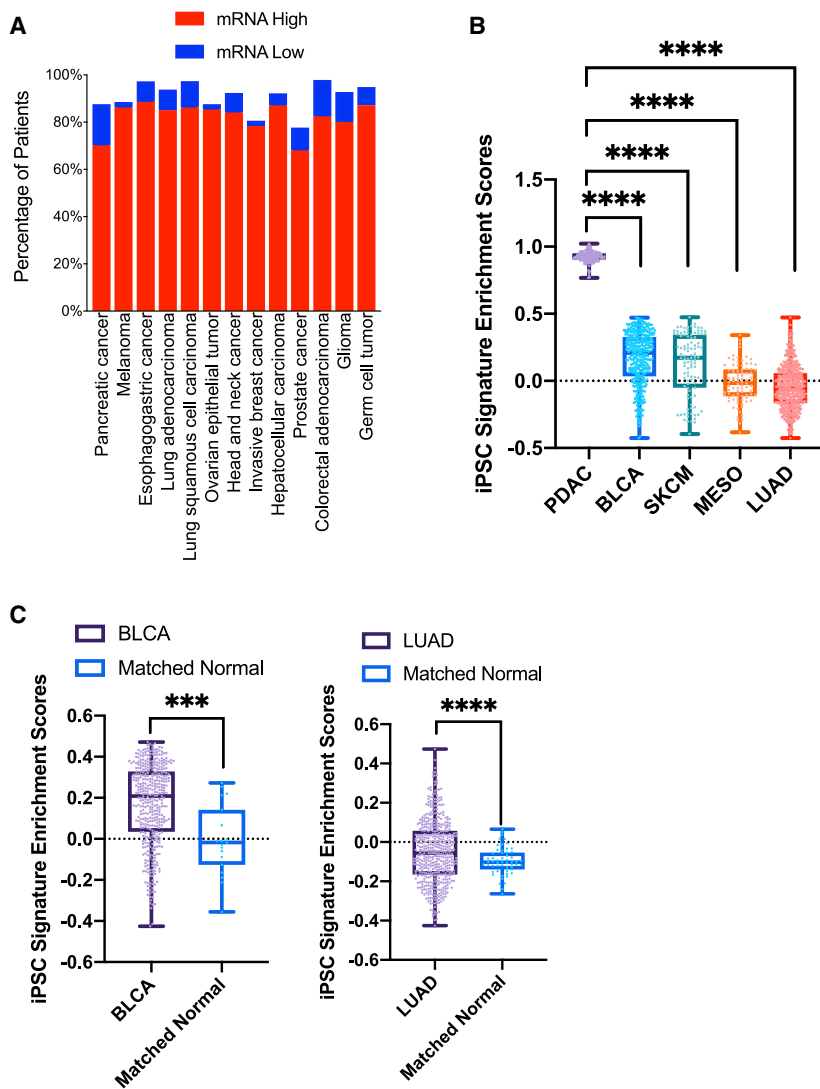 A
mRNA High
mRNA Low
Percentage of Patients
100%
80%
60%
40%
20%
0%
Pancreatic cancer
Melanoma
Esophagogastric cancer
Lung adenocarcinoma
Lung squamous cell carcinoma
Ovarian epithelial tumor
Head and neck cancer
Invasive breast cancer
Hepatocellular carcinoma
Prostate cancer
Colorectal adenocarcinoma
Glioma
Germ cell tumor
B
****
****
****
****
iPSC Signature Enrichment Scores
1.5
1.0
0.5
0.0
-0.5
PDAC
BLCA
SKCM
MESO
LUAD
C
BLCA
Matched Normal
***
iPSC Signature Enrichment Scores
0.6
0.4
0.2
0.0
-0.2
-0.4
-0.6
BLCA
Matched Normal
LUAD
Matched Normal
****
iPSC Signature Enrichment Scores
0.6
0.4
0.2
0.0
-0.2
-0.4
-0.6
LUAD
Matched Normal